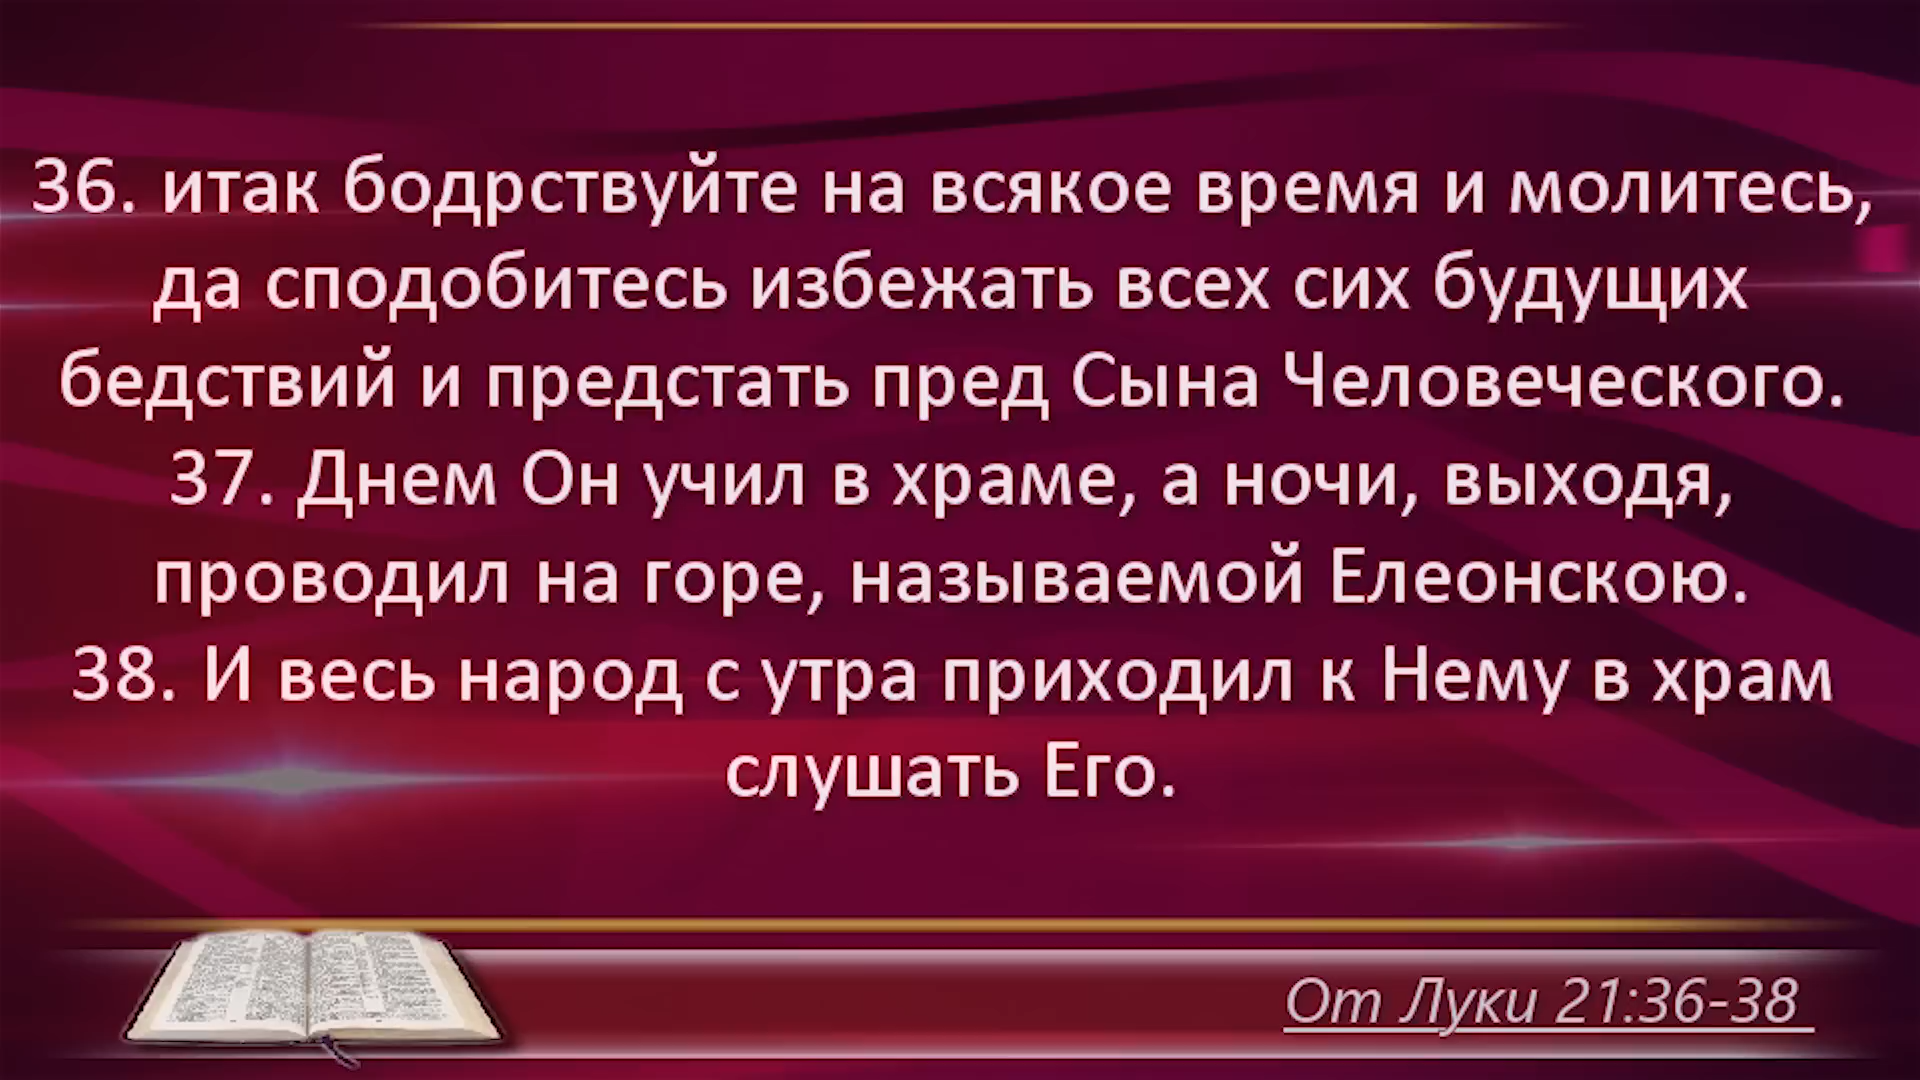 36. итак бодрствуйте на всякое время и молитесь,
да сподобитесь избежать всех сих будущих
бедствий и предстать пред Сына Человеческого.
37. Днем Он учил в храме, а ночи, выходя,
проводил на горе, называемой Елеонскою.
38. И весь народ с утра приходил к Нему в храм
слушать Его.
От Луки 21:36-38